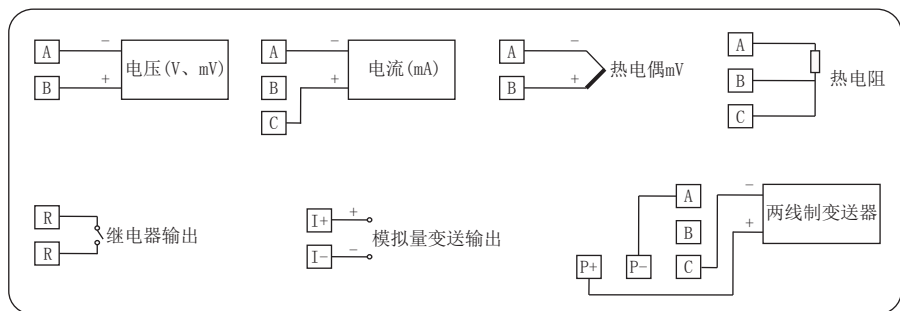 A － 电压(V、mV)
B ＋
A － 电流(mA)
B ＋
C
A － 热电偶mV
B ＋
A
B 热电阻
C
R
R 继电器输出
I+ ＋
模拟量变送输出
I- －
A － 两线制变送器
B ＋
P+ P- C